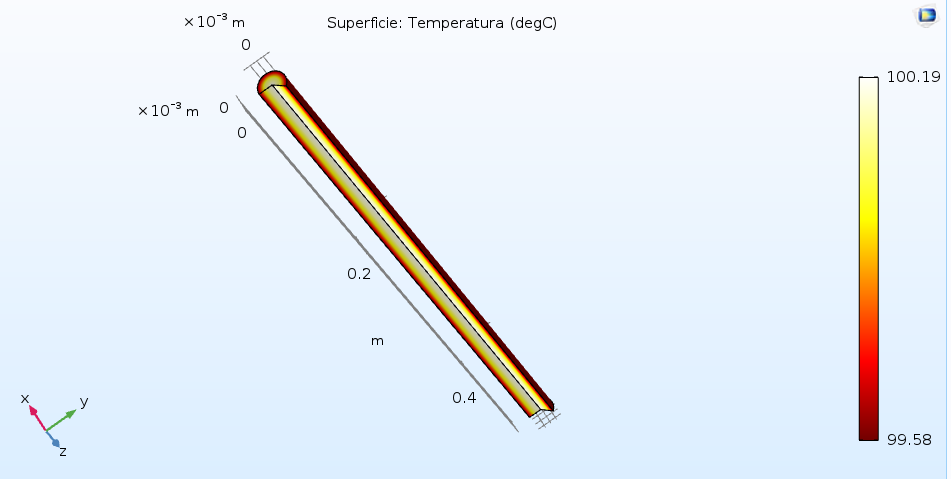 Superficie: Temperatura (degC)
×10⁻³ m
0
×10⁻³ m
0
0
0.2
m
0.4
100.19
99.58
x
y
z